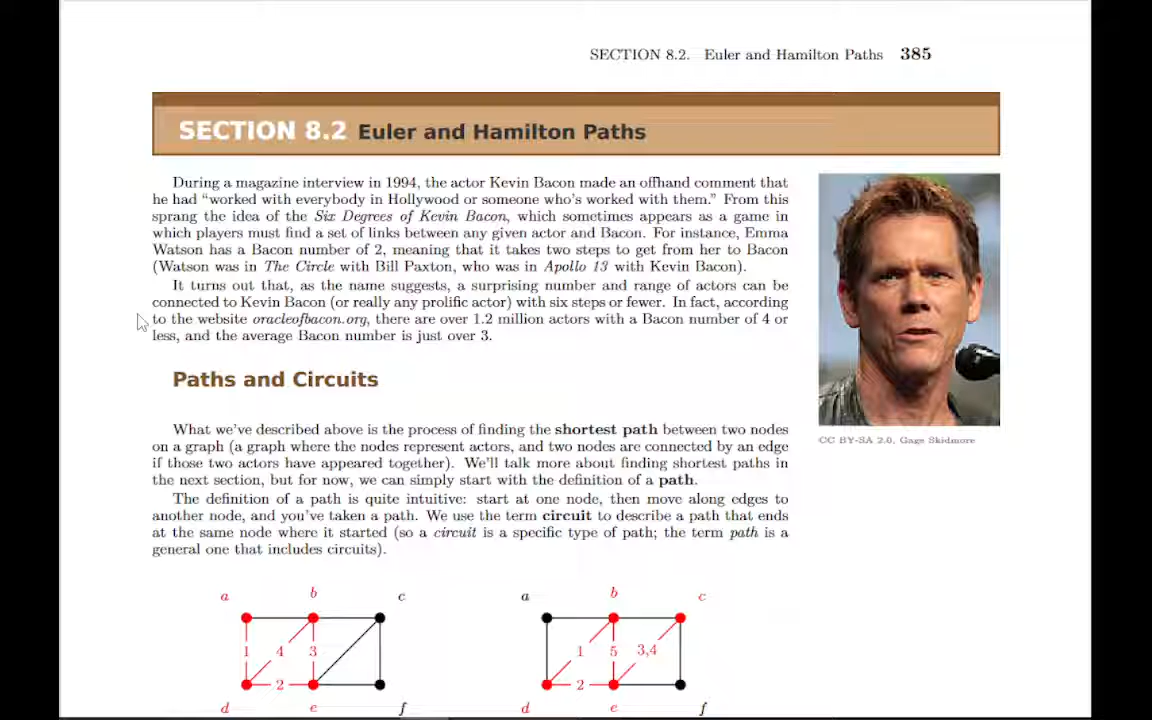 SECTION 8.2. Euler and Hamilton Paths 385
SECTION 8.2 Euler and Hamilton Paths
During a magazine interview in 1994, the actor Kevin Bacon made an offhand comment that
he had “worked with everybody in Hollywood or someone who’s worked with them.” From this
sprang the idea of the Six Degrees of Kevin Bacon, which sometimes appears as a game in
which players must find a set of links between any given actor and Bacon. For instance, Emma
Watson has a Bacon number of 2, meaning that it takes two steps to get from her to Bacon
(Watson was in The Circle with Bill Paxton, who was in Apollo 13 with Kevin Bacon).
It turns out that, as the name suggests, a surprising number and range of actors can be
connected to Kevin Bacon (or really any prolific actor) with six steps or fewer. In fact, according
to the website oracleofbacon.org, there are over 1.2 million actors with a Bacon number of 4 or
less, and the average Bacon number is just over 3.
CC BY-SA 2.0, Gage Skidmore
Paths and Circuits
What we’ve described above is the process of finding the shortest path between two nodes
on a graph (a graph where the nodes represent actors, and two nodes are connected by an edge
if those two actors have appeared together). We’ll talk more about finding shortest paths in
the next section, but for now, we can simply start with the definition of a path.
The definition of a path is quite intuitive: start at one node, then move along edges to
another node, and you’ve taken a path. We use the term circuit to describe a path that ends
at the same node where it started (so a circuit is a specific type of path; the term path is a
general one that includes circuits).
a b c
1 4 3
2
d e f
a b c
1 5 3,4
2
d e f